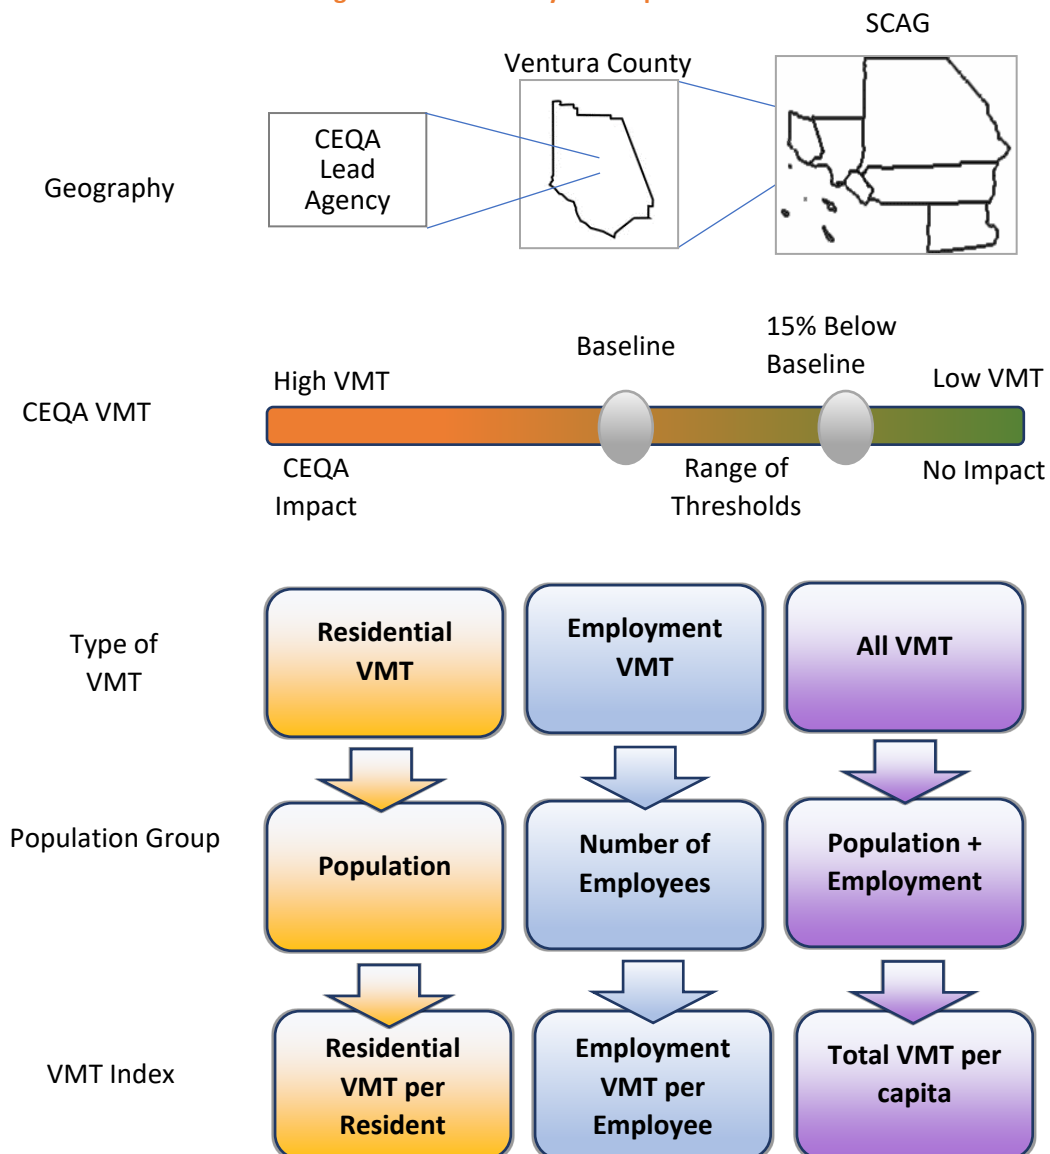 SCAG
Ventura County
CEQA
Lead
Agency
Geography
15% Below
Baseline
Baseline
High VMT
Low VMT
CEQA VMT
CEQA
Impact
Range of
Thresholds
No Impact
Type of
VMT
Residential
VMT
Employment
VMT
All VMT
Population Group
Population
Number of
Employees
Population +
Employment
VMT Index
Residential
VMT per
Resident
Employment
VMT per
Employee
Total VMT per
capita